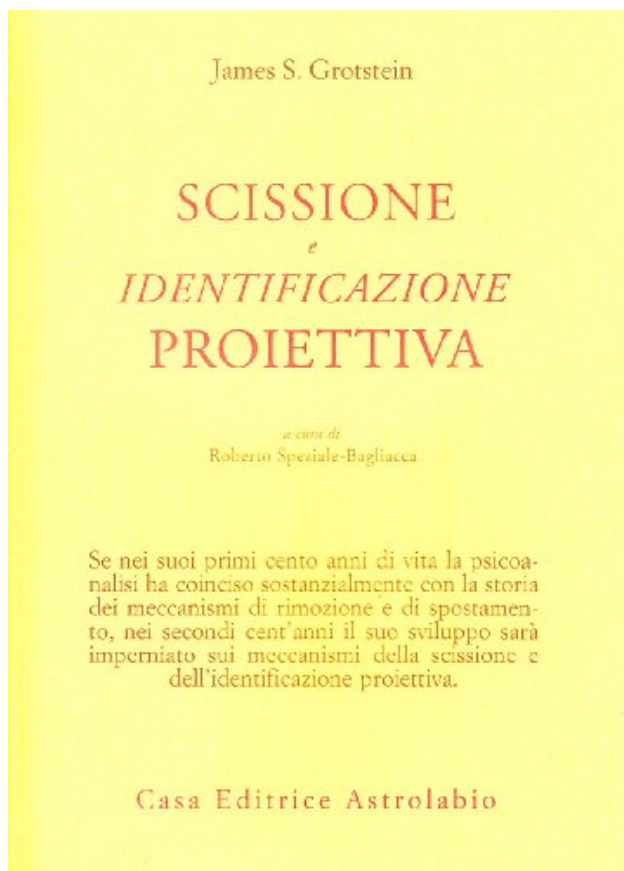 James S. Grotstein
SCISSIONE
e
IDENTIFICAZIONE
PROIETTIVA
a cura di
Roberto Speziale-Bagliacca
Se nei suoi primi cento anni di vita la psicoa-
nalisi ha coinciso sostanzialmente con la storia
dei meccanismi di rimozione e di spostamen-
to, nei secondi cent'anni il suo sviluppo sarà
imperniato sui meccanismi della scissione e
dell'identificazione proiettiva.
Casa Editrice Astrolabio